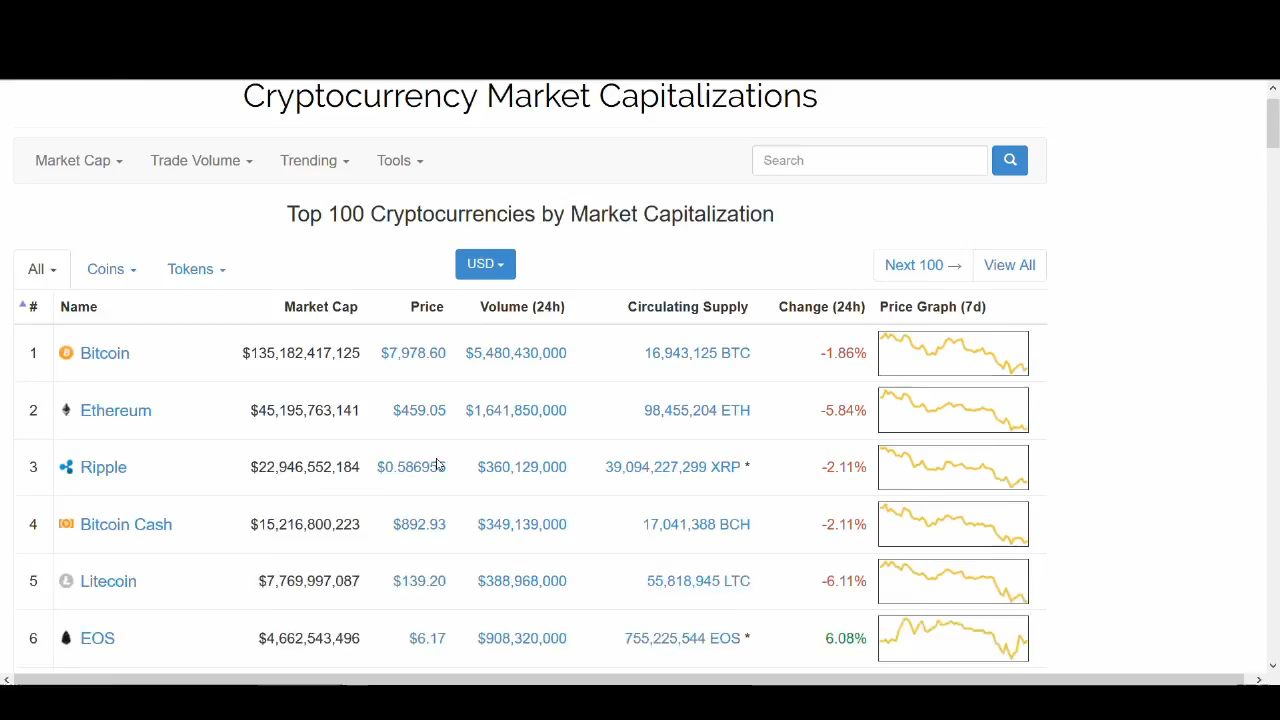 Cryptocurrency Market Capitalizations
Market Cap Trade Volume Trending Tools Search
Top 100 Cryptocurrencies by Market Capitalization
All Coins Tokens USD Next 100 → View All
# Name Market Cap Price Volume (24h) Circulating Supply Change (24h) Price Graph (7d)
1 Bitcoin $135,182,417,125 $7,978.60 $5,480,430,000 16,943,125 BTC -1.86%
2 Ethereum $45,195,763,141 $459.05 $1,641,850,000 98,455,204 ETH -5.84%
3 Ripple $22,946,552,184 $360,129,000 39,094,227,299 XRP * -2.11%
4 Bitcoin Cash $15,216,800,223 $892.93 $349,139,000 17,041,388 BCH -2.11%
5 Litecoin $7,769,997,087 $139.20 $388,968,000 55,818,945 LTC -6.11%
6 EOS $4,662,543,496 $6.17 $908,320,000 755,225,544 EOS * 6.08%